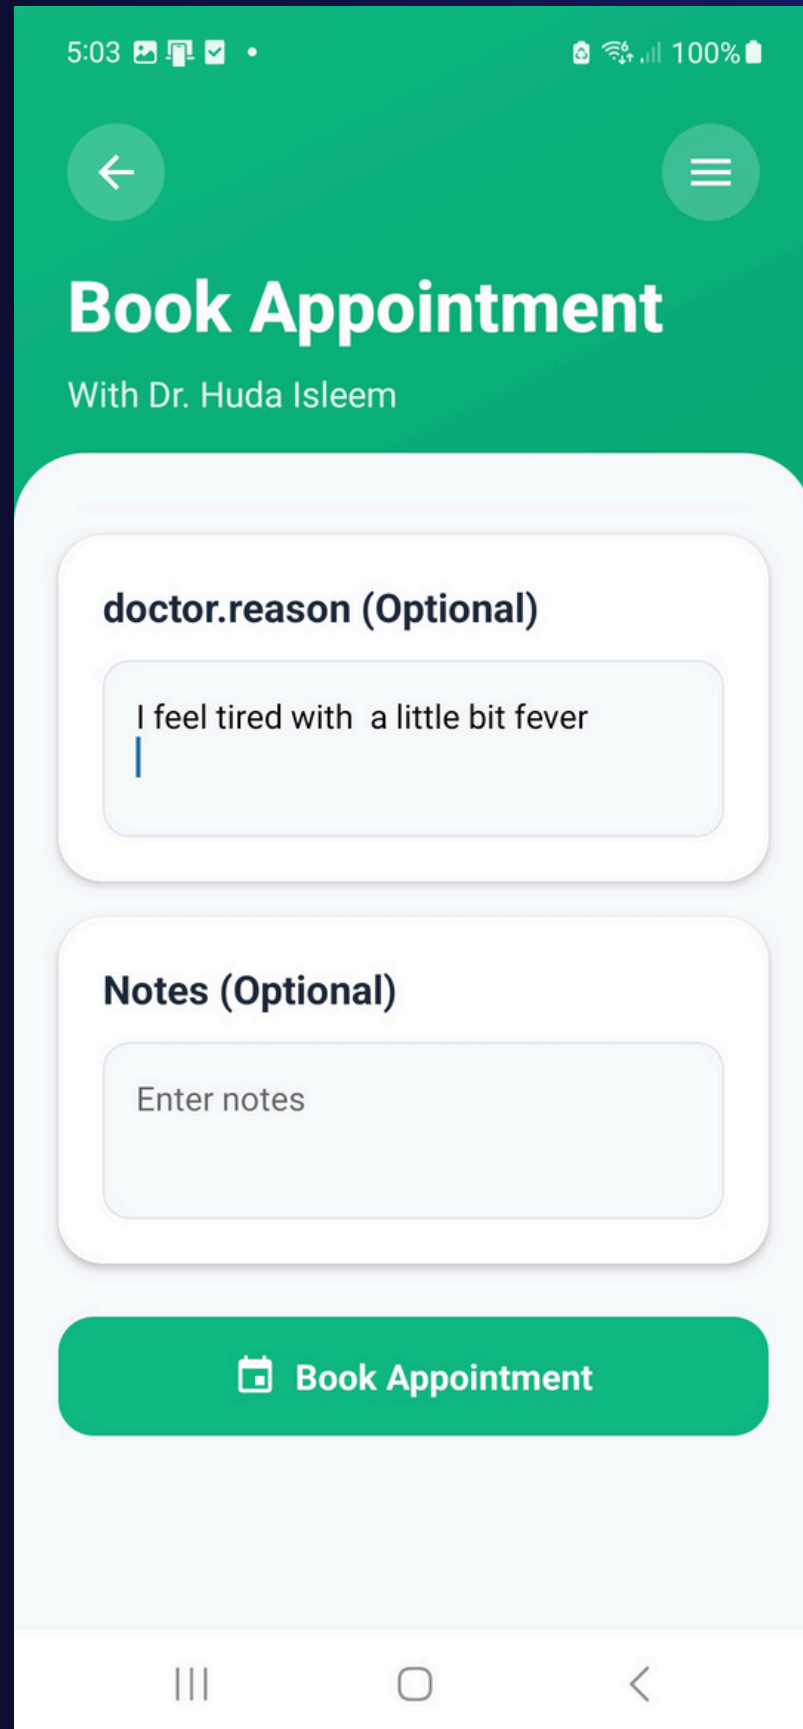 5:03
100%
Book Appointment
With Dr. Huda Isleem
doctor.reason (Optional)
I feel tired with  a little bit fever
Notes (Optional)
Enter notes
Book Appointment